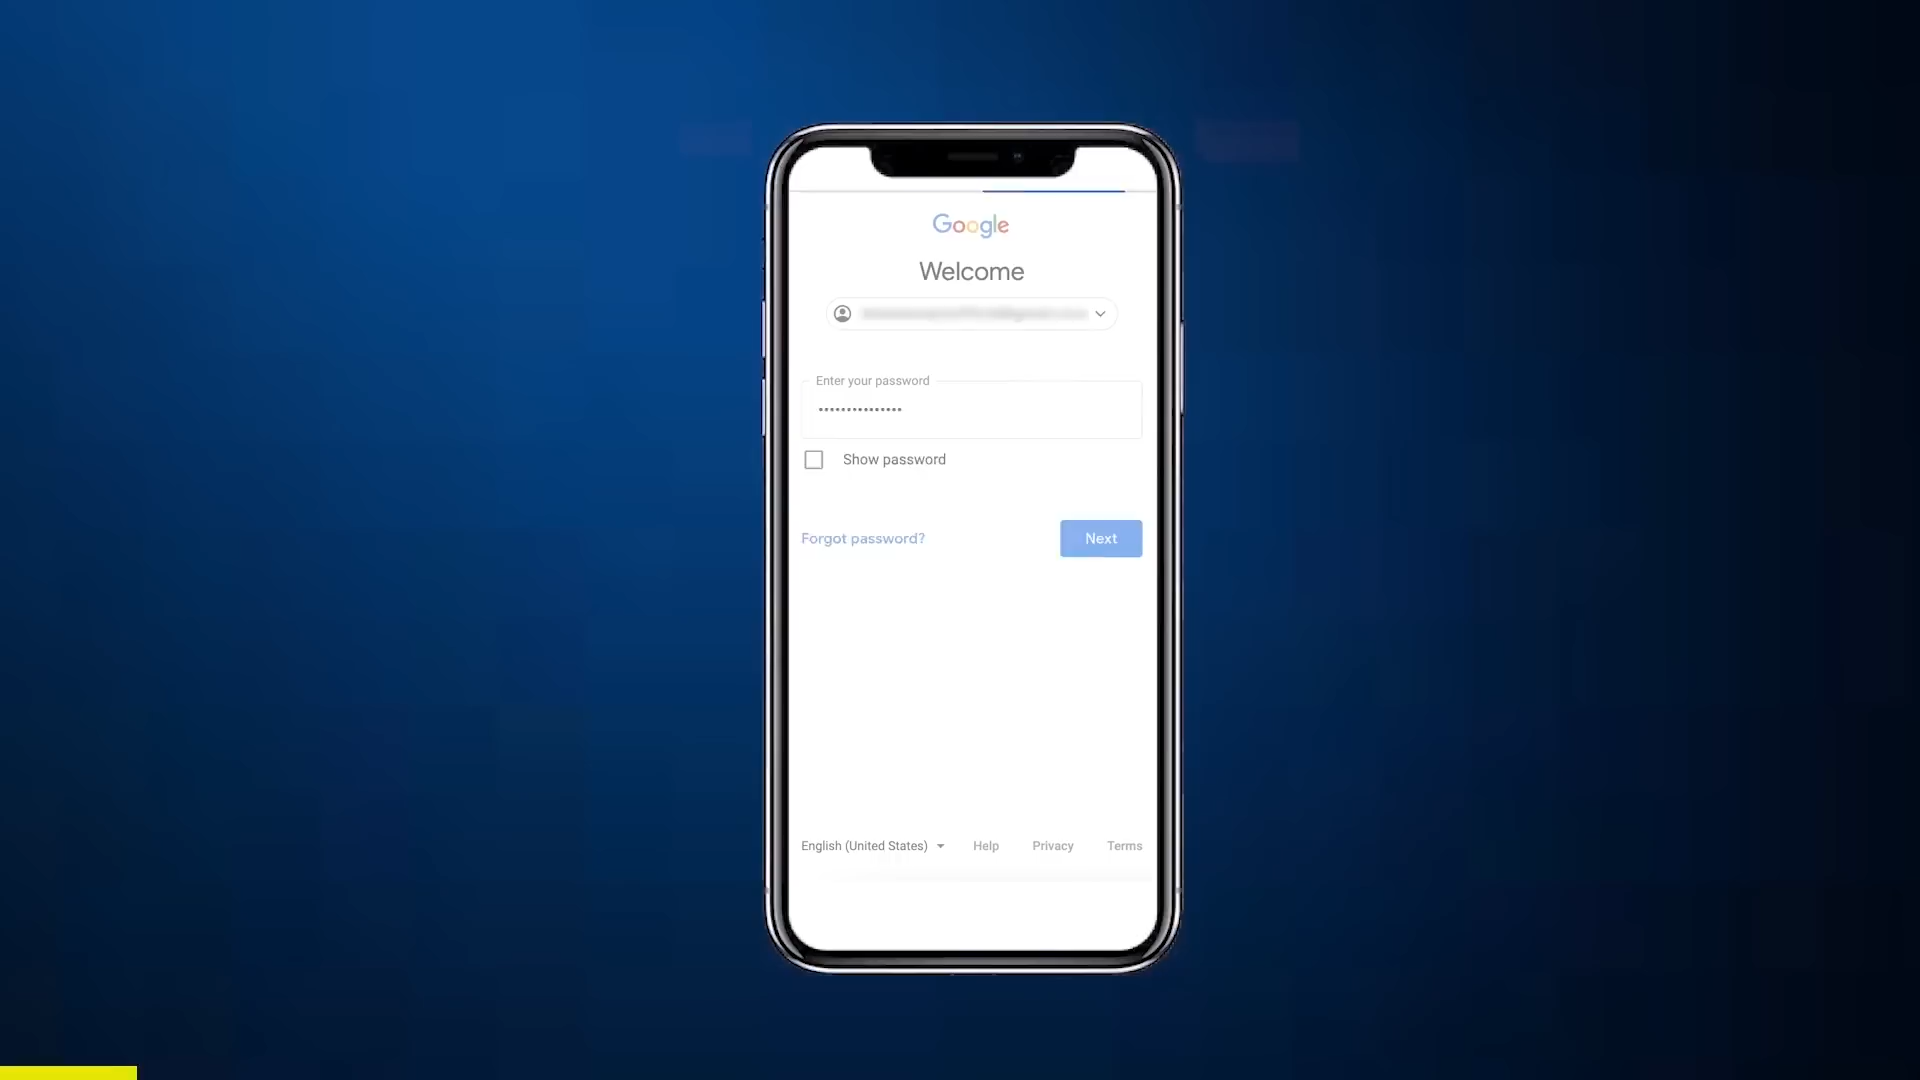 Google
Welcome
Enter your password
•••••••••••••••
Show password
Forgot password?
Next
English (United States)
Help
Privacy
Terms